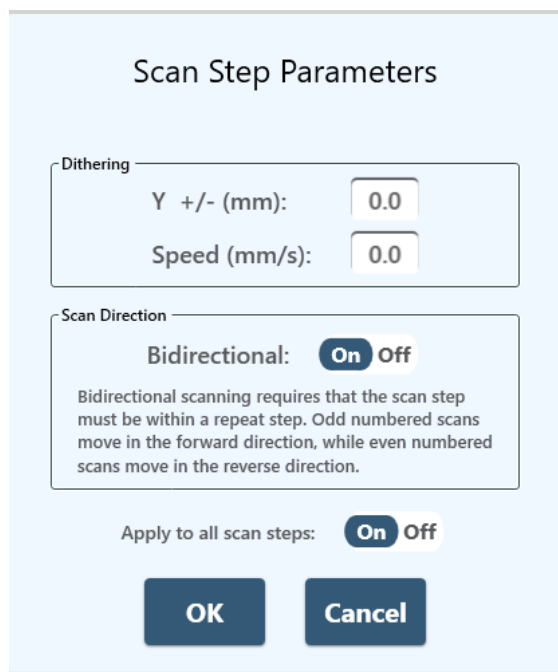 Scan Step Parameters
Dithering
Y +/- (mm): 0.0
Speed (mm/s): 0.0
Scan Direction
Bidirectional: On Off
Bidirectional scanning requires that the scan step
must be within a repeat step. Odd numbered scans
move in the forward direction, while even numbered
scans move in the reverse direction.
Apply to all scan steps: On Off
OK Cancel